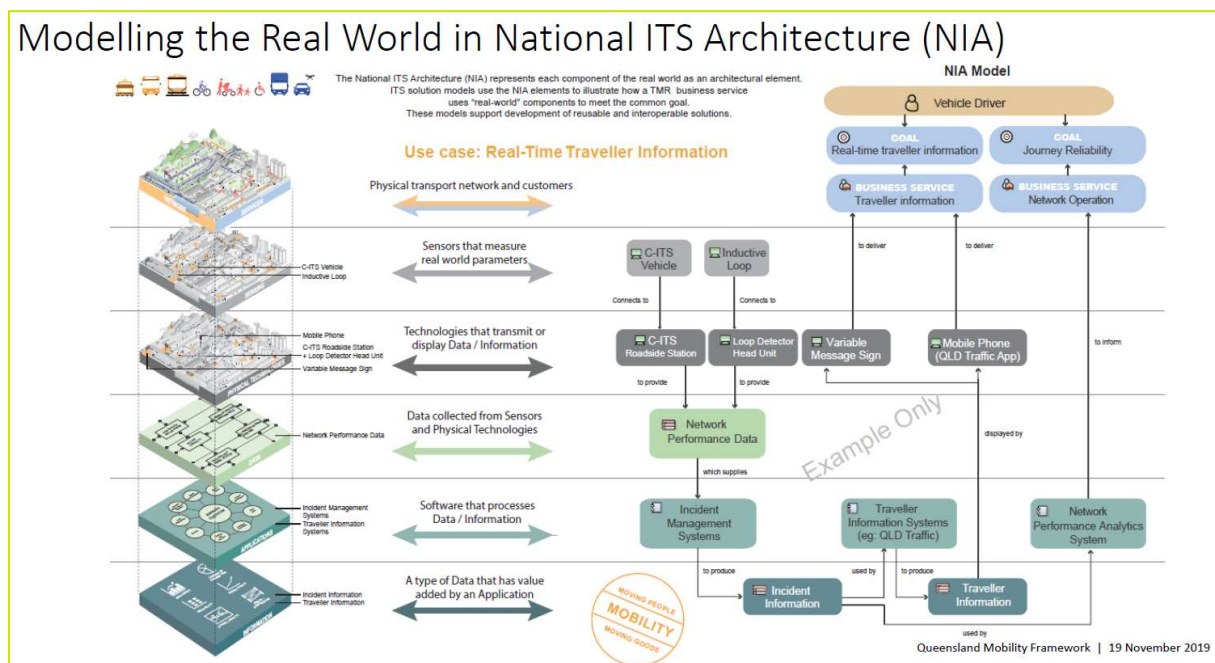 Modelling the Real World in National ITS Architecture (NIA)
The National ITS Architecture (NIA) represents each component of the real world as an architectural element.
ITS solution models use the NIA elements to illustrate how a TMR business service
uses “real-world” components to meet the common goal.
These models support development of reusable and interoperable solutions.
NIA Model
Vehicle Driver
Use case: Real-Time Traveller Information
GOAL
Real-time traveller information
GOAL
Journey Reliability
Physical transport network and customers
BUSINESS SERVICE
Traveller information
BUSINESS SERVICE
Network Operation
Sensors that measure
real world parameters
C-ITS Vehicle
Inductive Loop
C-ITS
Vehicle
Inductive
Loop
to deliver
to deliver
Connects to
Connects to
Mobile Phone
C-ITS Roadside Station
+ Loop Detector Head Unit
Variable Message Sign
PHYSICAL TECHNOLOGY
Technologies that transmit or
display Data / Information
C-ITS
Roadside Station
Loop Detector
Head Unit
Variable
Message Sign
Mobile Phone
(QLD Traffic App)
to inform
to provide
to provide
Network Performance Data
DATA
Data collected from Sensors
and Physical Technologies
Network
Performance Data
Example Only
displayed by
which supplies
Incident Management
Systems
Traveller Information
Systems
APPLICATIONS
Software that processes
Data / Information
Incident
Management
Systems
Traveller
Information Systems
(eg: QLD Traffic)
Network
Performance Analytics
System
to produce
used by
to produce
Incident Information
Traveller Information
INFORMATION
A type of Data that has value
added by an Application
MOVING PEOPLE
MOBILITY
MOVING GOODS
Incident
Information
Traveller
Information
used by
Queensland Mobility Framework | 19 November 2019